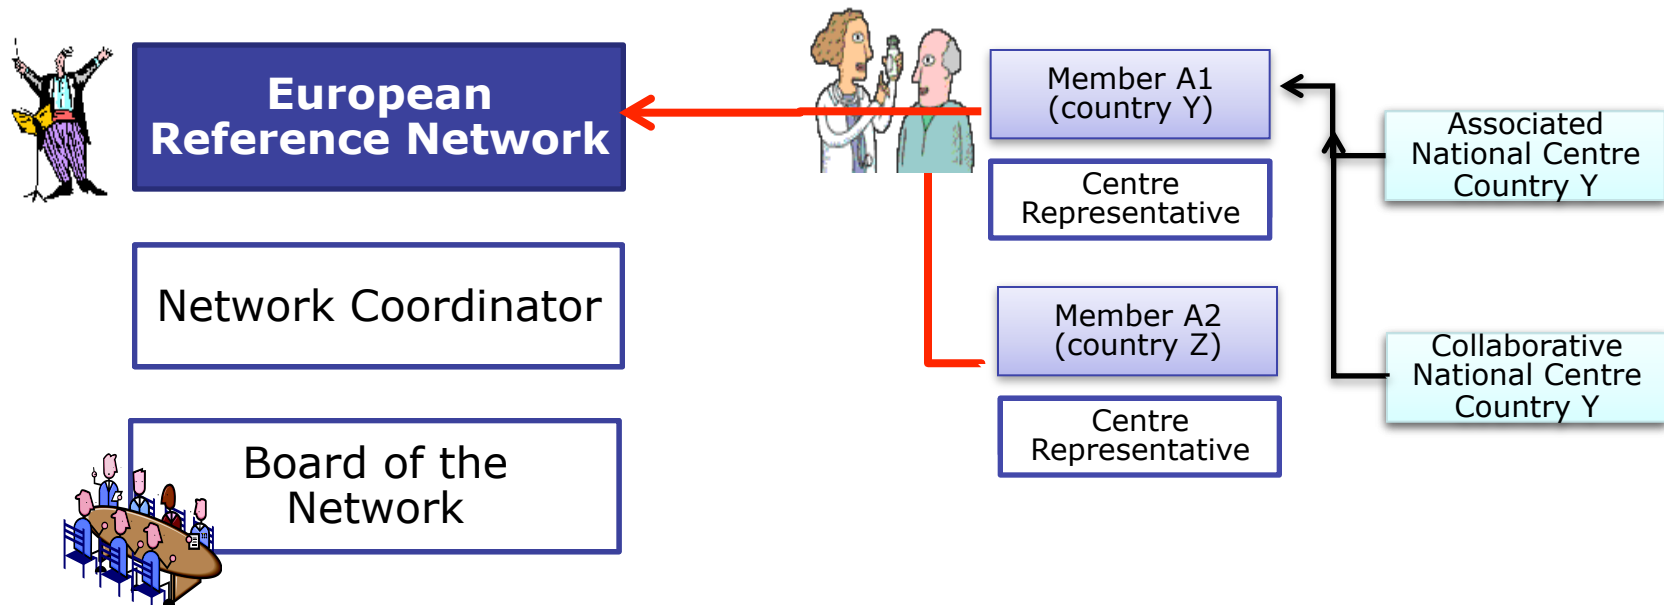 European
Reference Network
Network Coordinator
Board of the
Network
Member A1
(country Y)
Centre
Representative
Member A2
(country Z)
Centre
Representative
Associated
National Centre
Country Y
Collaborative
National Centre
Country Y